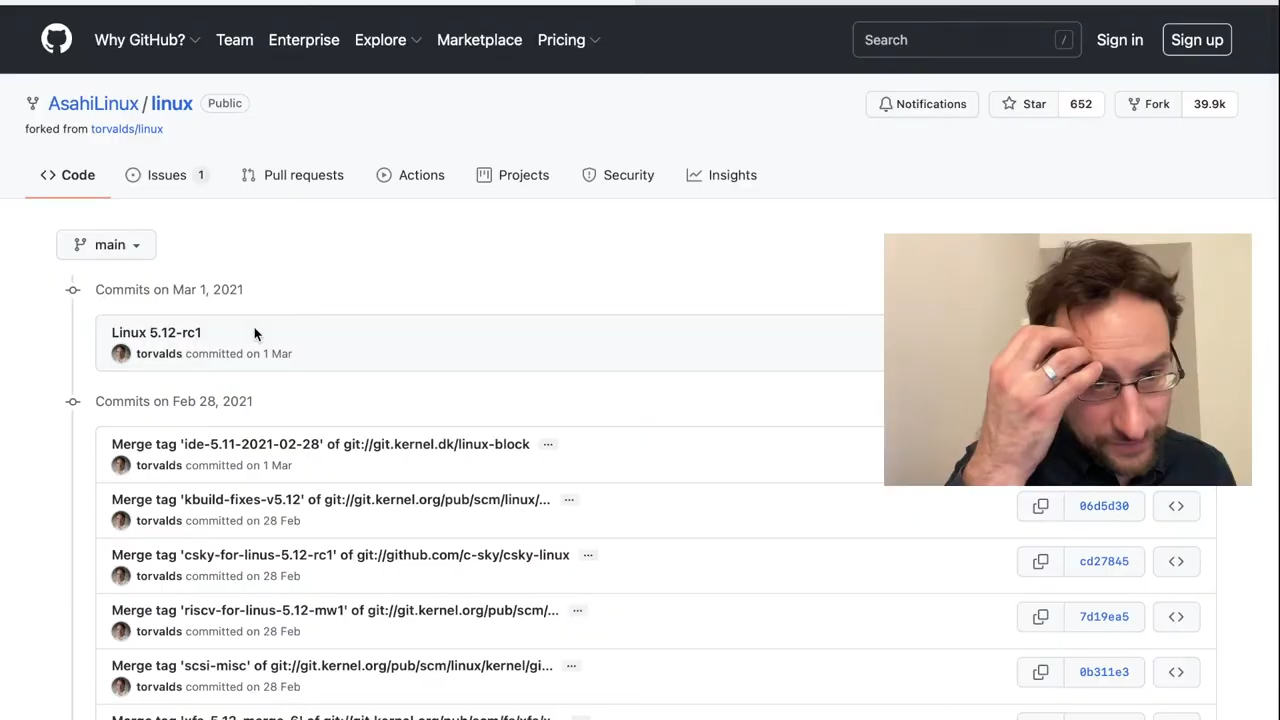 Why GitHub? Team Enterprise Explore Marketplace Pricing Search / Sign in Sign up
AsahiLinux / linux Public Notifications Star 652 Fork 39.9k
forked from torvalds/linux
Code Issues 1 Pull requests Actions Projects Security Insights
main
Commits on Mar 1, 2021
Linux 5.12-rc1
torvalds committed on 1 Mar
Commits on Feb 28, 2021
Merge tag 'ide-5.11-2021-02-28' of git://git.kernel.dk/linux-block ...
torvalds committed on 1 Mar
Merge tag 'kbuild-fixes-v5.12' of git://git.kernel.org/pub/scm/linux/... ...
torvalds committed on 28 Feb 06d5d30 <>
Merge tag 'csky-for-linus-5.12-rc1' of git://github.com/c-sky/csky-linux ...
torvalds committed on 28 Feb cd27845 <>
Merge tag 'riscv-for-linus-5.12-mw1' of git://git.kernel.org/pub/scm/... ...
torvalds committed on 28 Feb 7d19ea5 <>
Merge tag 'scsi-misc' of git://git.kernel.org/pub/scm/linux/kernel/gi... ...
torvalds committed on 28 Feb 0b311e3 <>